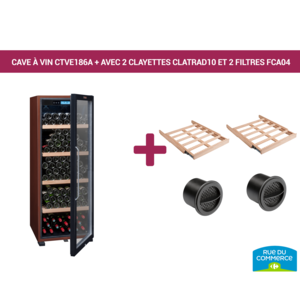 CAVE À VIN CTVE186A + AVEC 2 CLAYETTES CLATRAD10 ET 2 FILTRES FCA04
RUE DU
COMMERCE